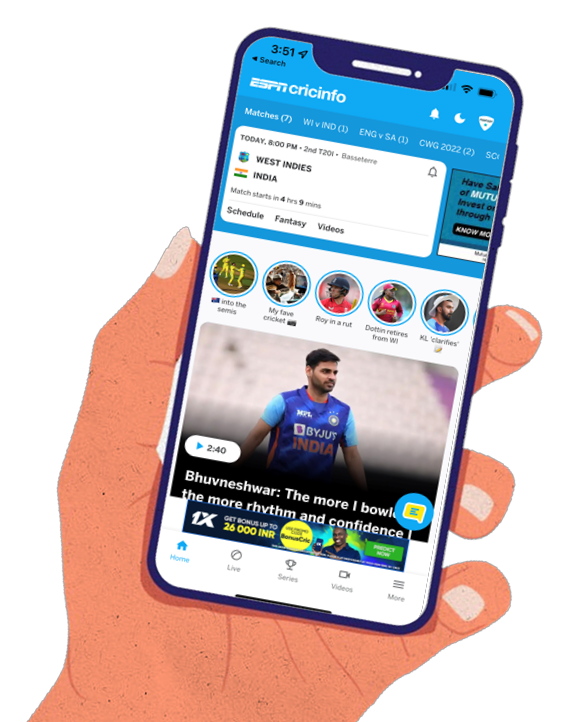 3:51
Search
ESPN cricinfo
Matches (7) WI v IND (1) ENG v SA (1) CWG 2022 (2)
TODAY, 8:00 PM • 2nd T20I • Basseterre
WEST INDIES
INDIA
Match starts in 4 hrs 9 mins
Schedule Fantasy Videos
Have
of MUTU
Invest o
through
KNOW MO
into the
semis
My fave
cricket
Roy in a rut
Dottin retires
from WI
KL 'clarifies'
MPL
BYJU'S
INDIA
2:40
Bhuvneshwar: The more I bowl
the more rhythm and confidence I
1X
GET BONUS UP TO
26 000 INR
BonusCric
PREDICT
NOW
Home
Live
Series
Videos
More